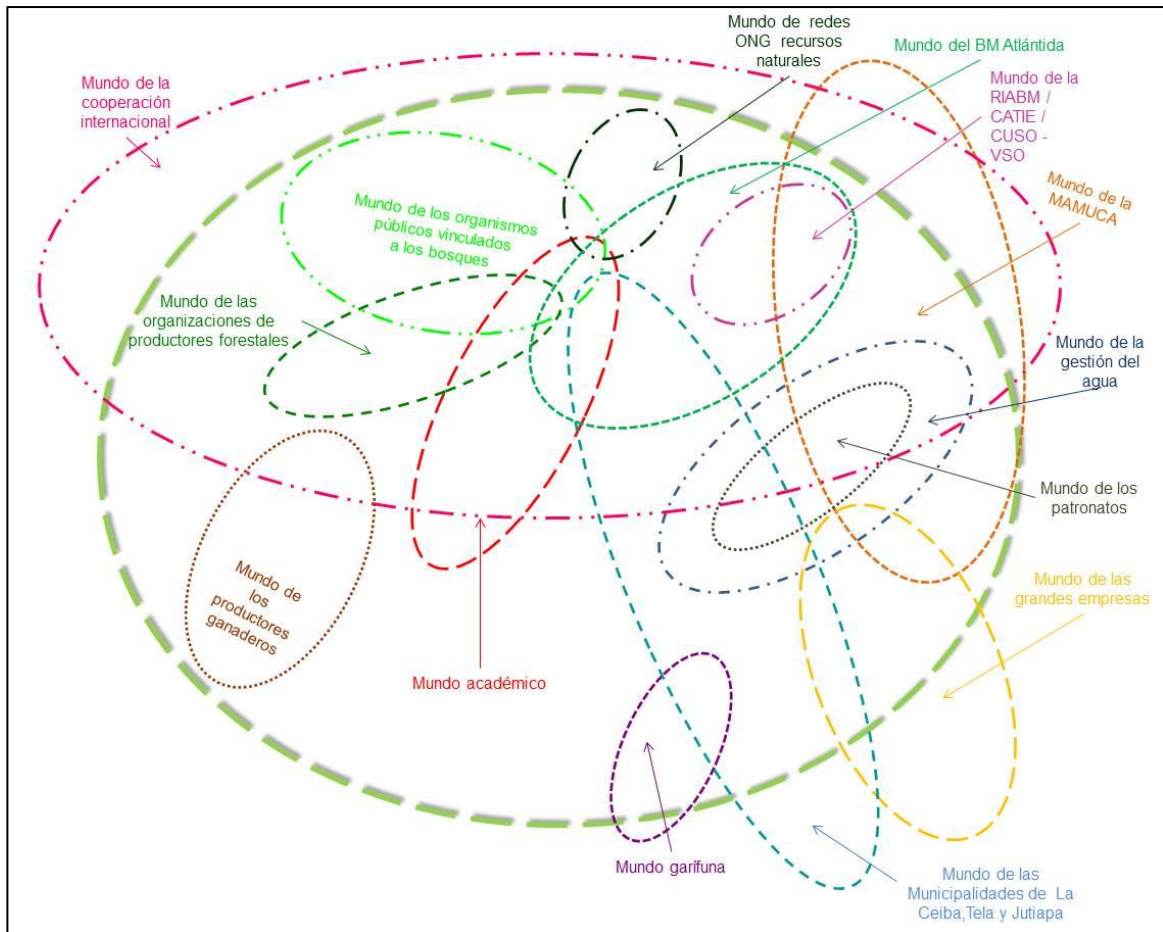 Mundo de redes
ONG recursos
naturales
Mundo del BM Atlántida
Mundo de la
cooperación
internacional
Mundo de la
RIABM /
CATIE /
CUSO -
VSO
Mundo de la
MAMUCA
Mundo de los organismos
públicos vinculados
a los bosques
Mundo de las
organizaciones de
productores forestales
Mundo de la
gestión del
agua
Mundo de los
patronatos
Mundo de
los
productores
ganaderos
Mundo de las
grandes empresas
Mundo académico
Mundo garífuna
Mundo de las
Municipalidades de La
Ceiba,Tela y Jutiapa